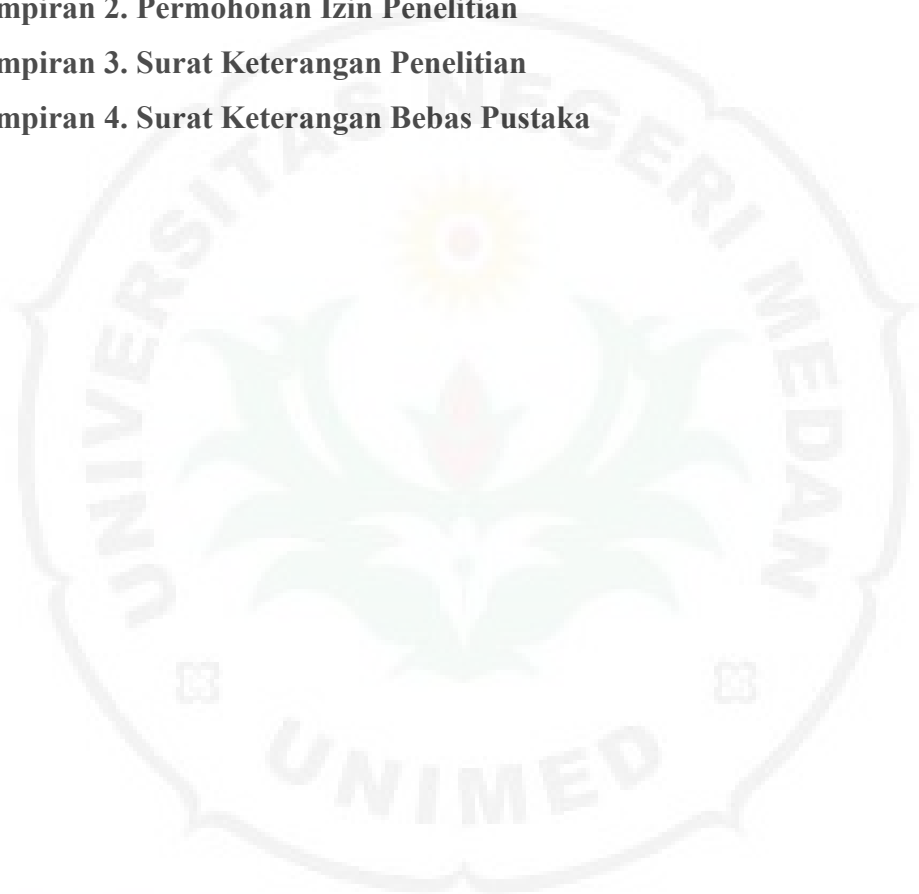 mpiran 2. Permohonan Izin Penelitian
mpiran 3. Surat Keterangan Penelitian
mpiran 4. Surat Keterangan Bebas Pustaka
UNIVERSITAS NEGERI MEDAN
UNIMED